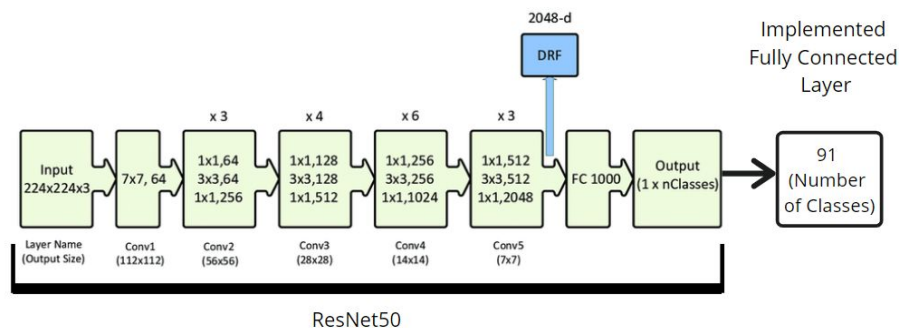 2048-d
DRF
Implemented
Fully Connected
Layer
x 3
x 4
x 6
x 3
Input
224x224x3
7x7, 64
1x1,64
3x3,64
1x1,256
1x1,128
3x3,128
1x1,512
1x1,256
3x3,256
1x1,1024
1x1,512
3x3,512
1x1,2048
FC 1000
Output
(1 x nClasses)
91
(Number
of Classes)
Layer Name
(Output Size)
Conv1
(112x112)
Conv2
(56x56)
Conv3
(28x28)
Conv4
(14x14)
Conv5
(7x7)
ResNet50